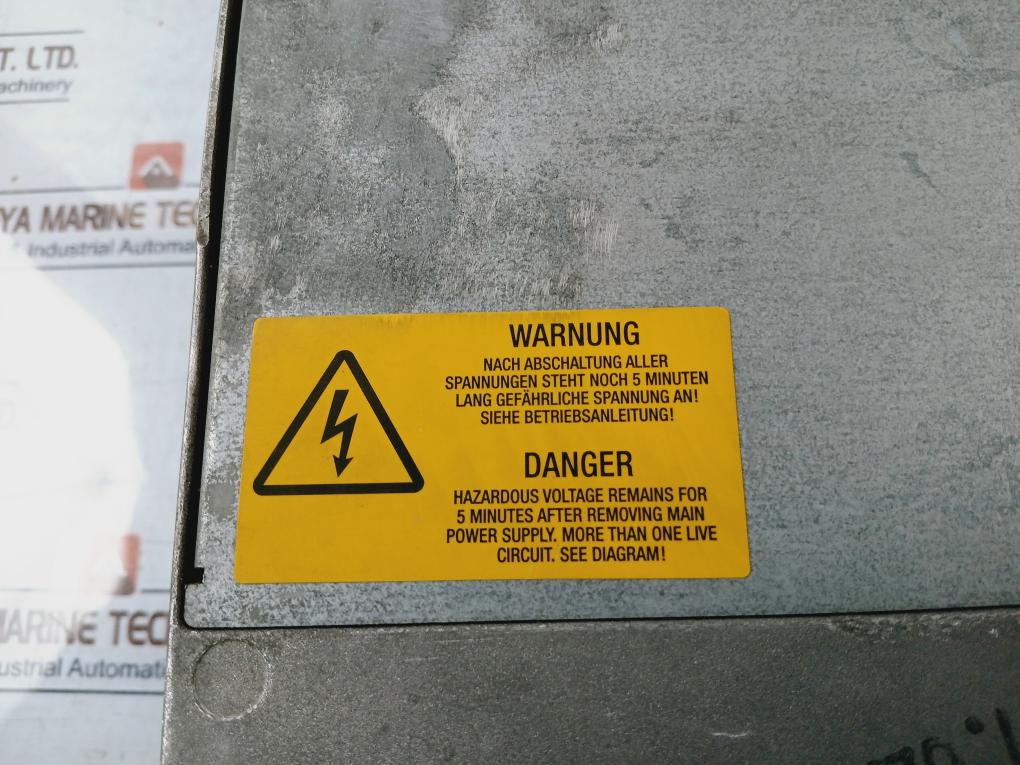 T. LTD.
achinery
YA MARINE TEC
Industrial Automa
WARNUNG
NACH ABSCHALTUNG ALLER
SPANNUNGEN STEHT NOCH 5 MINUTEN
LANG GEFÄHRLICHE SPANNUNG AN!
SIEHE BETRIEBSANLEITUNG!
DANGER
HAZARDOUS VOLTAGE REMAINS FOR
5 MINUTES AFTER REMOVING MAIN
POWER SUPPLY. MORE THAN ONE LIVE
CIRCUIT. SEE DIAGRAM!
ARINE TEC
ustrial Automati